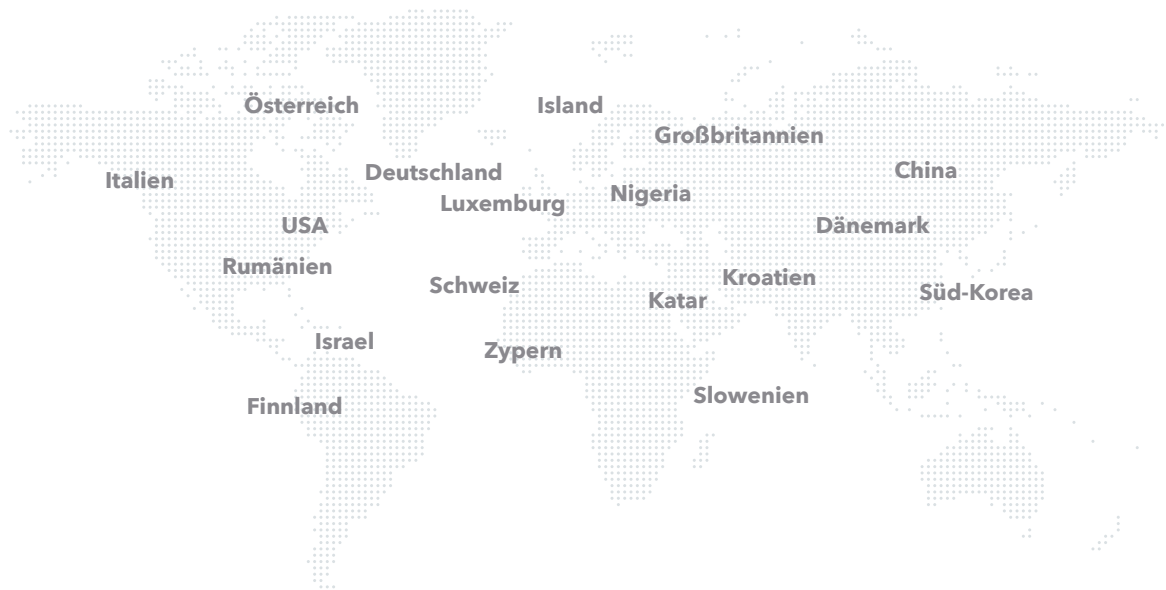 Österreich
Island
Großbritannien
Deutschland
China
Italien
Nigeria
Luxemburg
USA
Dänemark
Rumänien
Kroatien
Schweiz
Süd-Korea
Katar
Israel
Zypern
Slowenien
Finnland